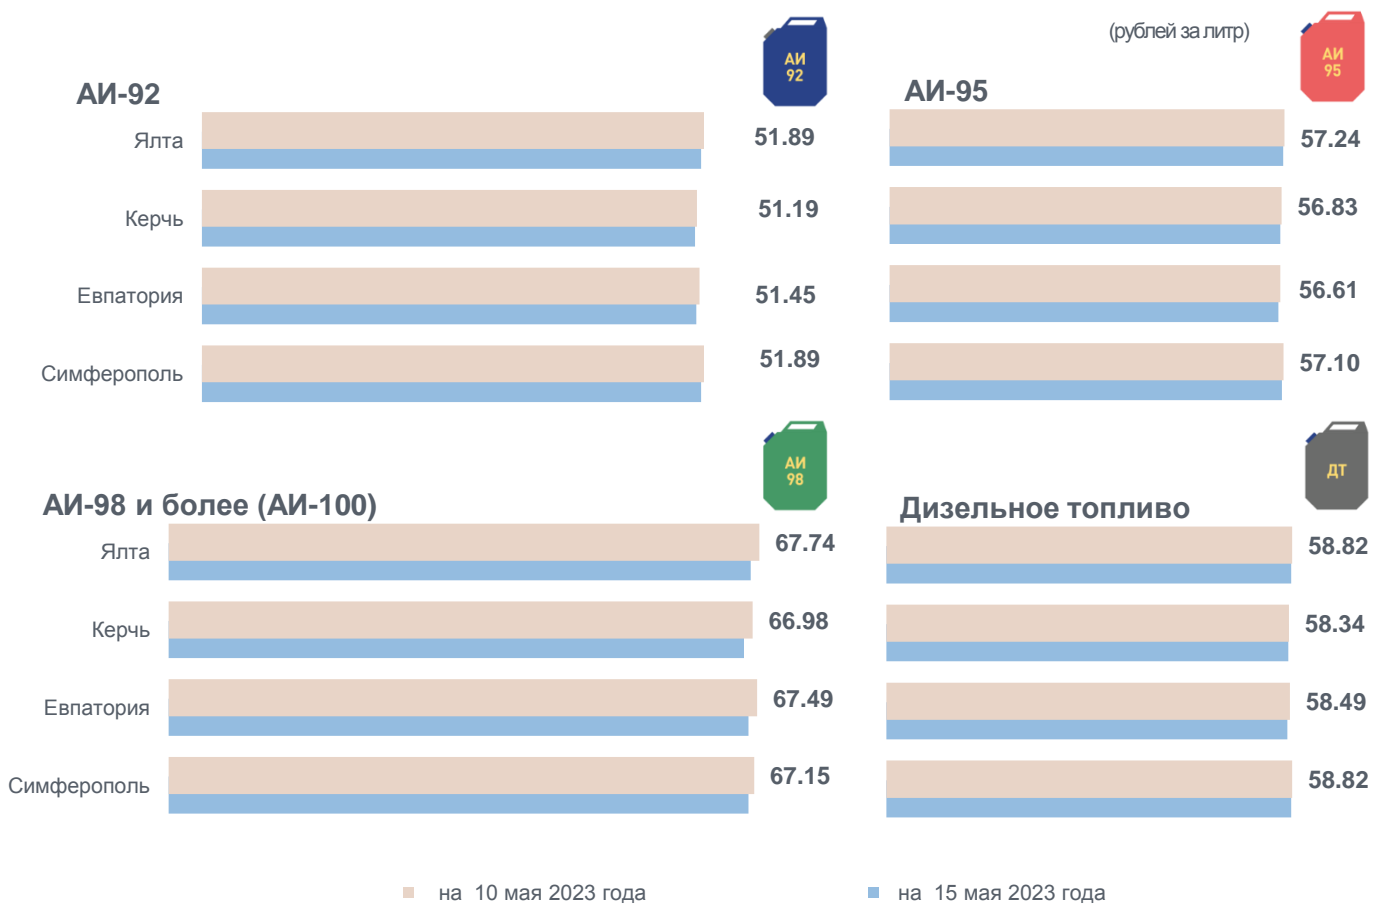 (рублей за литр)
АИ
92
АИ
95
АИ-92
Ялта
51.89
Керчь
51.19
Евпатория
51.45
Симферополь
51.89
АИ-95
57.24
56.83
56.61
57.10
АИ
98
ДТ
АИ-98 и более (АИ-100)
Ялта
67.74
Керчь
66.98
Евпатория
67.49
Симферополь
67.15
Дизельное топливо
58.82
58.34
58.49
58.82
на 10 мая 2023 года
на 15 мая 2023 года